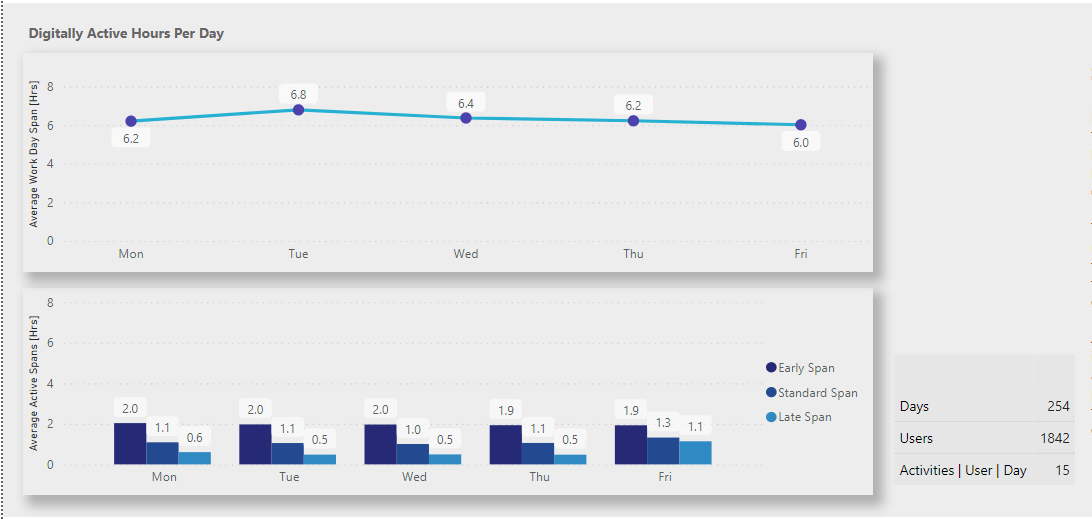 Digitally Active Hours Per Day
Average Work Day Span [Hrs]
8
6
4
2
0
6.2
6.8
6.4
6.2
6.0
Mon Tue Wed Thu Fri
Average Active Spans [Hrs]
8
6
4
2
0
2.0 1.1 0.6
2.0 1.1 0.5
2.0 1.0 0.5
1.9 1.1 0.5
1.9 1.3 1.1
Mon Tue Wed Thu Fri
Early Span
Standard Span
Late Span
Days 254
Users 1842
Activities | User | Day 15